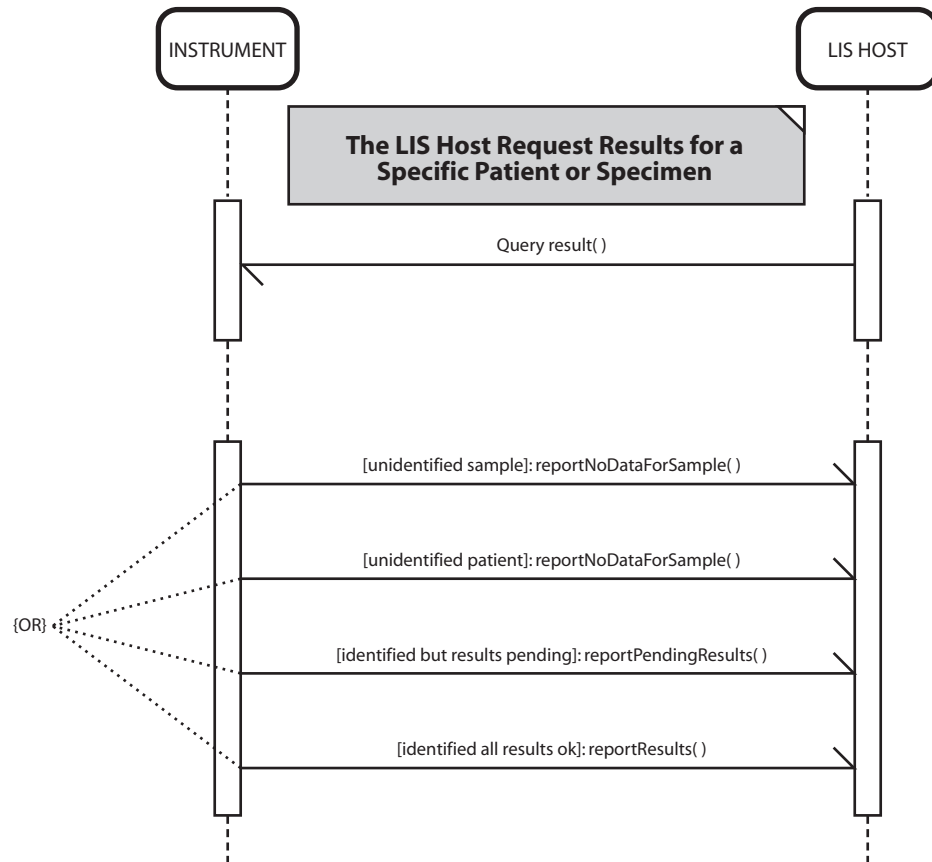 INSTRUMENT
LIS HOST
The LIS Host Request Results for a
Specific Patient or Specimen
Query result( )
[unidentified sample]: reportNoDataForSample( )
[unidentified patient]: reportNoDataForSample( )
{OR}
[identified but results pending]: reportPendingResults( )
[identified all results ok]: reportResults( )